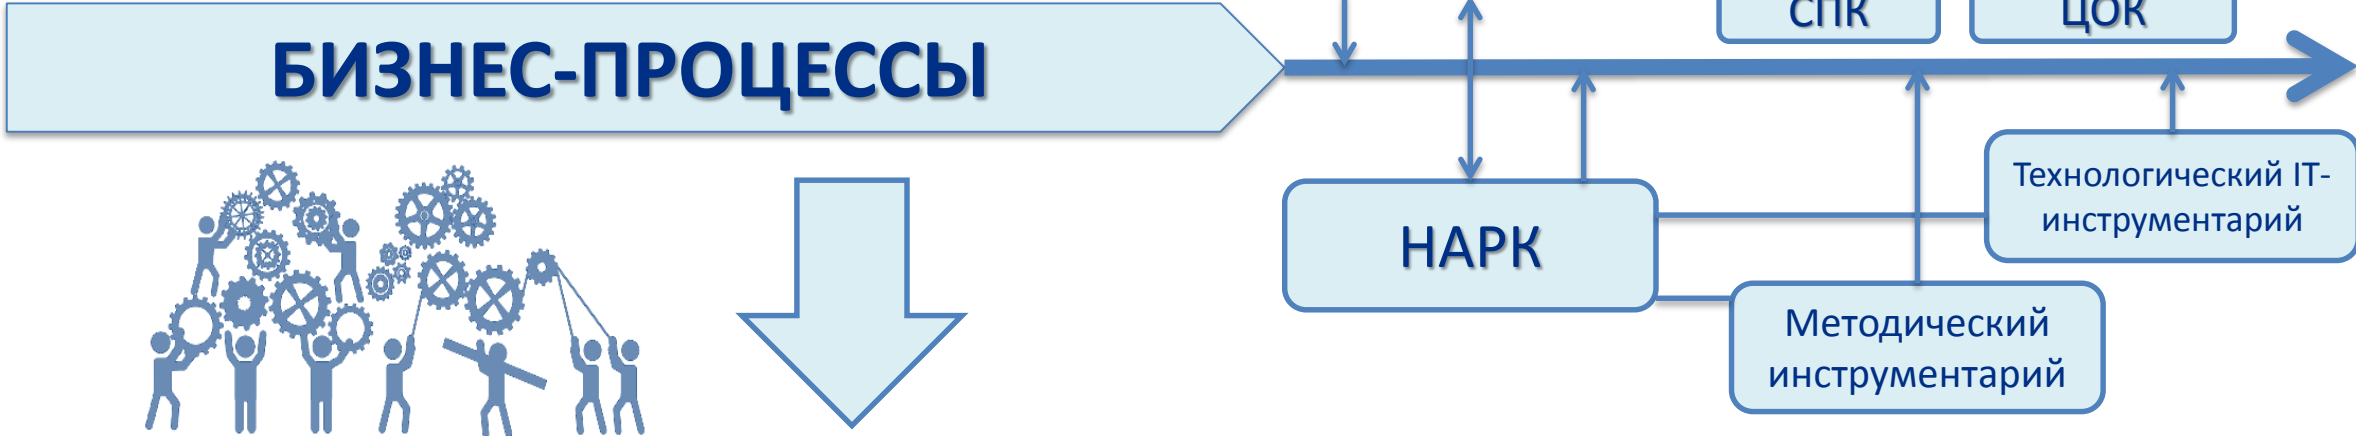 СПК
ЦОК
БИЗНЕС-ПРОЦЕССЫ
Технологический IT-
инструментарий
НАРК
Методический
инструментарий